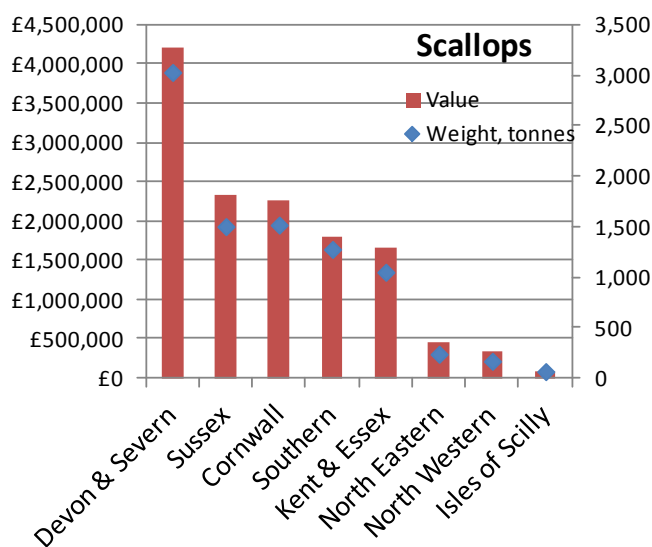 Scallops
Value
Weight, tonnes
£4,500,000
£4,000,000
£3,500,000
£3,000,000
£2,500,000
£2,000,000
£1,500,000
£1,000,000
£500,000
£0
3,500
3,000
2,500
2,000
1,500
1,000
500
0
Devon & Severn
Sussex
Cornwall
Southern
Kent & Essex
North Eastern
North Western
Isles of Scilly